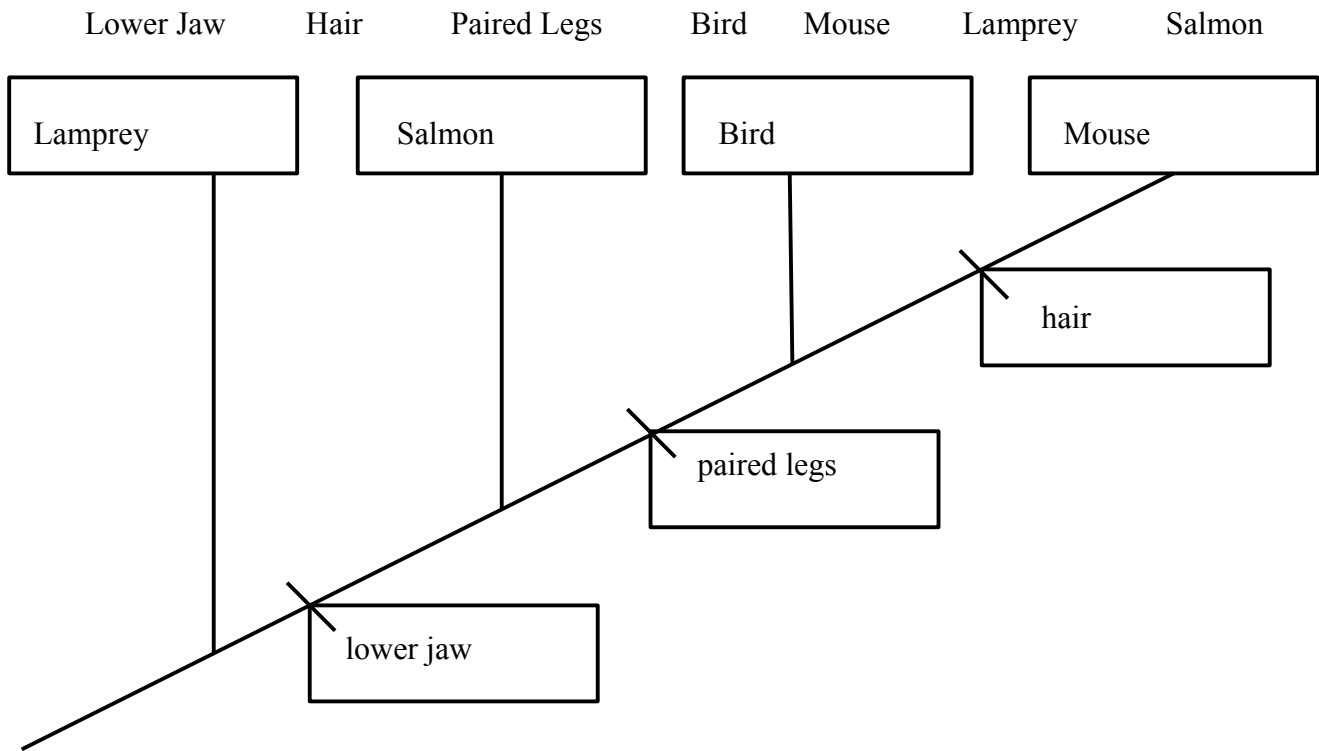 Lower Jaw Hair Paired Legs Bird Mouse Lamprey Salmon
Lamprey Salmon Bird Mouse
hair
paired legs
lower jaw